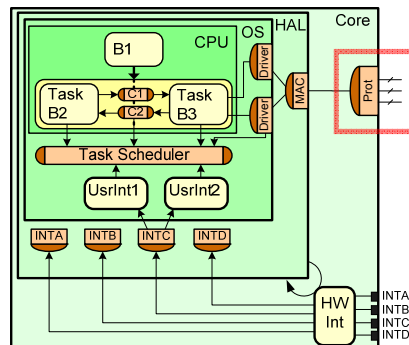 Core
HAL
OS
CPU
B1
Driver
Task
B2
C1
C2
Task
B3
Driver
MAC
Prot
Task Scheduler
UsrInt1
UsrInt2
INTA
INTB
INTC
INTD
HW
Int
INTA
INTB
INTC
INTD